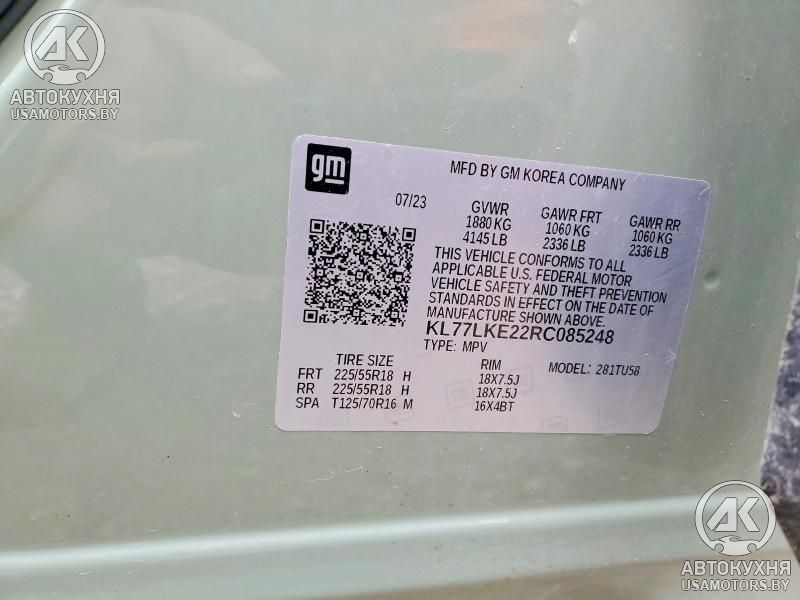 AK
АВТОКУХНЯ
USAMOTORS.BY
gm
MFD BY GM KOREA COMPANY
07/23
GVWR GAWR FRT GAWR RR
1880 KG 1060 KG 1060 KG
4145 LB 2336 LB 2336 LB
THIS VEHICLE CONFORMS TO ALL
APPLICABLE U.S. FEDERAL MOTOR
VEHICLE SAFETY AND THEFT PREVENTION
STANDARDS IN EFFECT ON THE DATE OF
MANUFACTURE SHOWN ABOVE.
KL77LKE22RC085248
TYPE: MPV
MODEL: 281TU58
TIRE SIZE RIM
FRT 225/55R18 H 18X7.5J
RR 225/55R18 H 18X7.5J
SPA T125/70R16 M 16X4BT
AK
АВТОКУХНЯ
USAMOTORS.BY